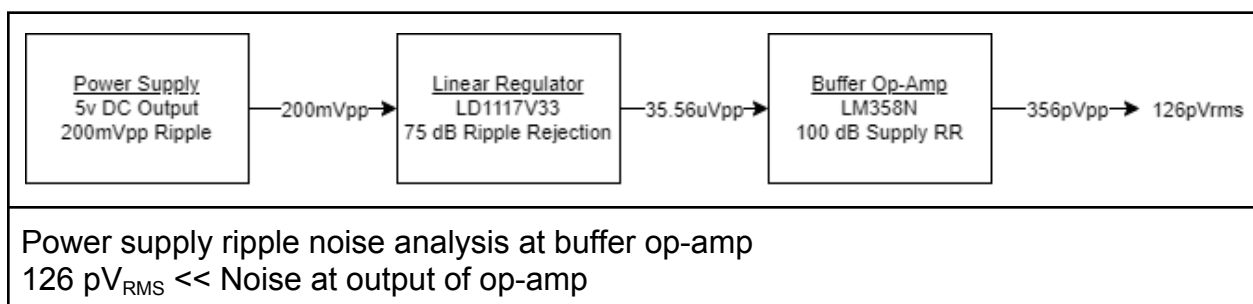 Power Supply
5v DC Output
200mVpp Ripple
200mVpp
Linear Regulator
LD1117V33
75 dB Ripple Rejection
35.56uVpp
Buffer Op-Amp
LM358N
100 dB Supply RR
356pVpp
126pVrms
Power supply ripple noise analysis at buffer op-amp
126 pVRMS << Noise at output of op-amp